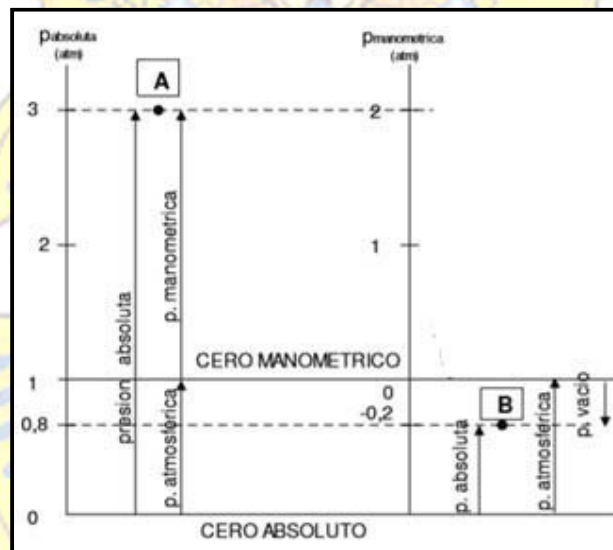 Pabsoluta
(atm)
Pmanometrica
(atm)
A
3
2
2
1
presion absoluta
p. manometrica
CERO MANOMETRICO
1
0
p. atmosférica
0,8
-0,2
B
p. absoluta
p. atmosférica
p. vacio
0
CERO ABSOLUTO